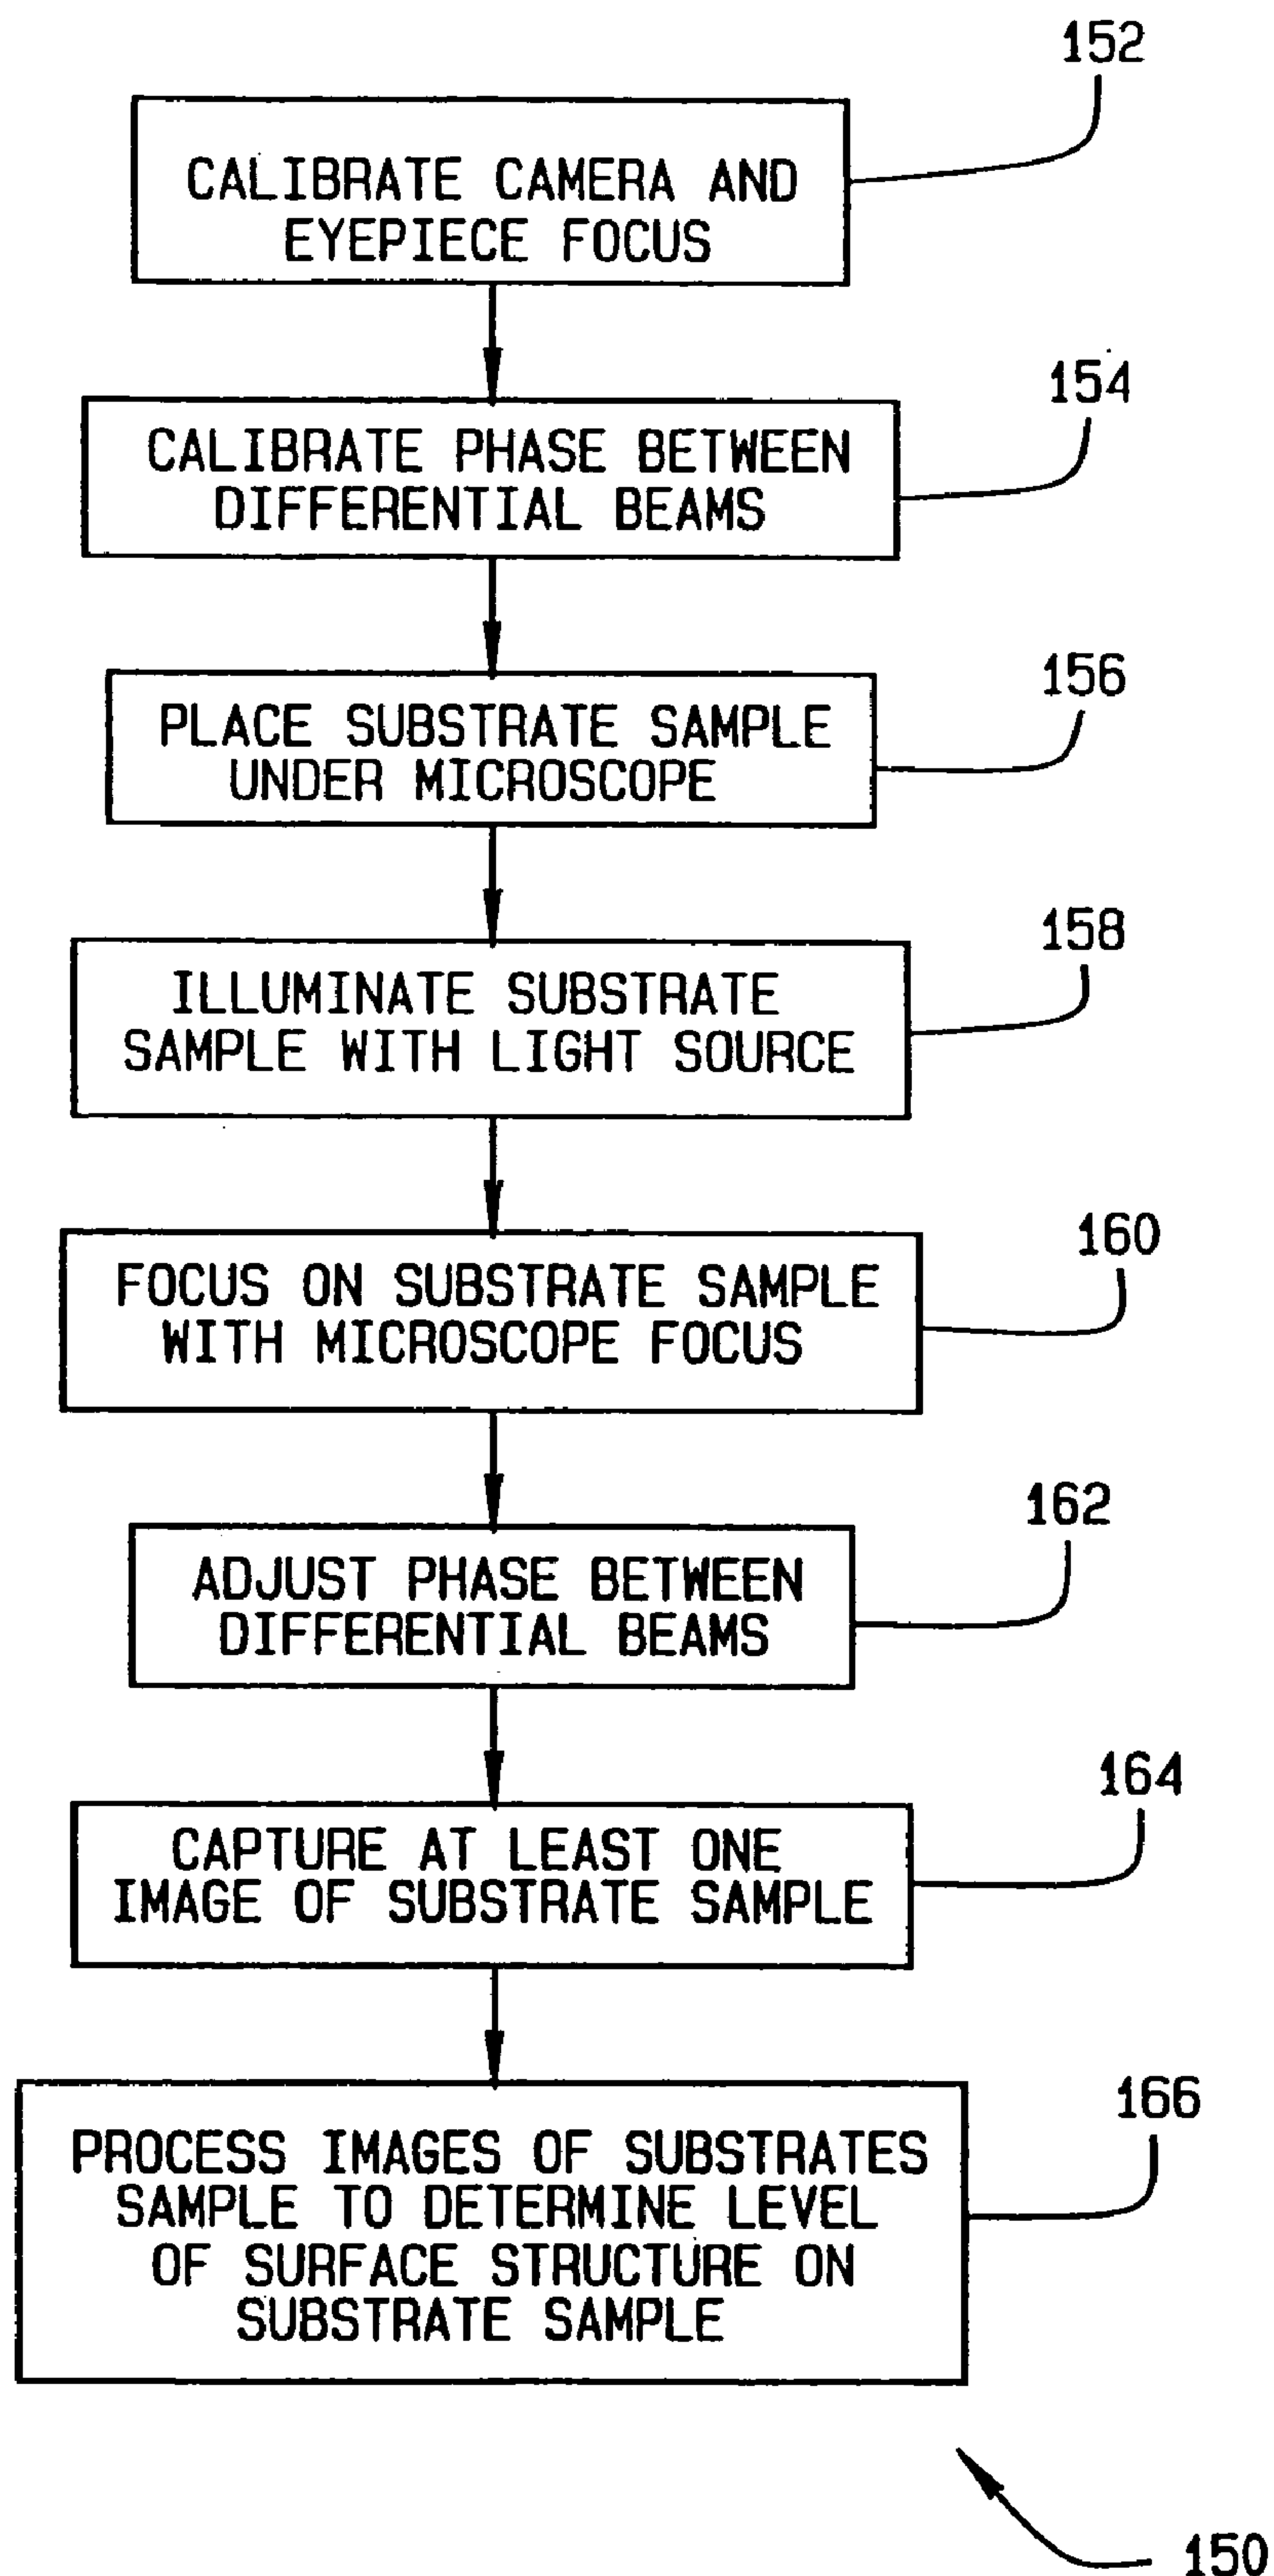 152
CALIBRATE CAMERA AND
EYEPIECE FOCUS
154
CALIBRATE PHASE BETWEEN
DIFFERENTIAL BEAMS
156
PLACE SUBSTRATE SAMPLE
UNDER MICROSCOPE
158
ILLUMINATE SUBSTRATE
SAMPLE WITH LIGHT SOURCE
160
FOCUS ON SUBSTRATE SAMPLE
WITH MICROSCOPE FOCUS
162
ADJUST PHASE BETWEEN
DIFFERENTIAL BEAMS
164
CAPTURE AT LEAST ONE
IMAGE OF SUBSTRATE SAMPLE
166
PROCESS IMAGES OF SUBSTRATES
SAMPLE TO DETERMINE LEVEL
OF SURFACE STRUCTURE ON
SUBSTRATE SAMPLE
150